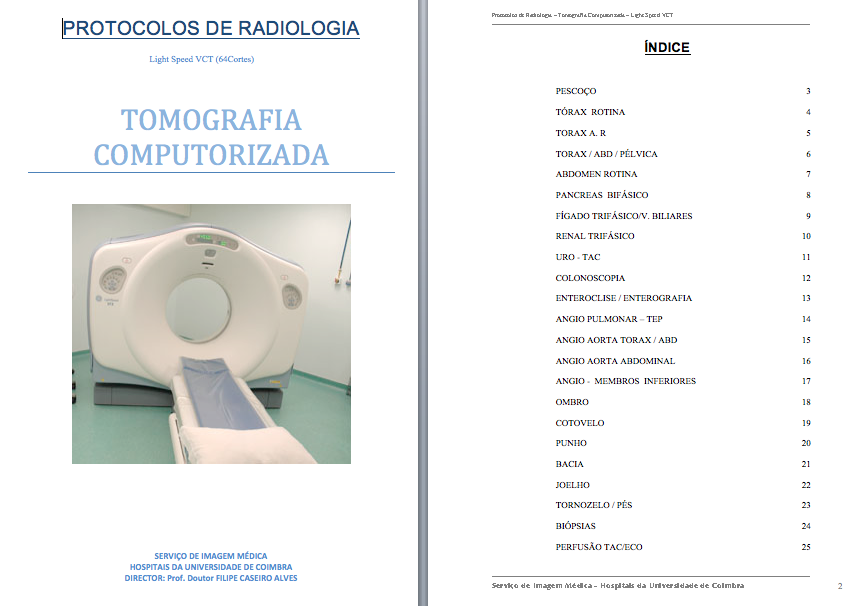 PROTOCOLOS DE RADIOLOGIA
Light Speed VCT (64Cortes)
TOMOGRAFIA
COMPUTORIZADA
SERVIÇO DE IMAGEM MÉDICA
HOSPITAIS DA UNIVERSIDADE DE COIMBRA
DIRECTOR: Prof. Doutor FILIPE CASEIRO ALVES
Protocolos de Radiologia – Tomografia Computorizada – Light Speed VCT
ÍNDICE
PESCOÇO 3
TÓRAX ROTINA 4
TORAX A. R 5
TORAX / ABD / PÉLVICA 6
ABDOMEN ROTINA 7
PANCREAS BIFÁSICO 8
FÍGADO TRIFÁSICO/V. BILIARES 9
RENAL TRIFÁSICO 10
URO - TAC 11
COLONOSCOPIA 12
ENTEROCLISE / ENTEROGRAFIA 13
ANGIO PULMONAR – TEP 14
ANGIO AORTA TORAX / ABD 15
ANGIO AORTA ABDOMINAL 16
ANGIO - MEMBROS INFERIORES 17
OMBRO 18
COTOVELO 19
PUNHO 20
BACIA 21
JOELHO 22
TORNOZELO / PÉS 23
BIÓPSIAS 24
PERFUSÃO TAC/ECO 25
Serviço de Imagem Médica – Hospitais da Universidade de Coimbra
2